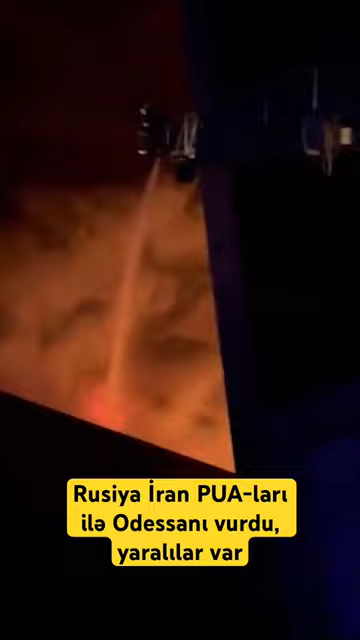 Rusiya İran PUA-ları
ilə Odessanı vurdu,
yaralılar var